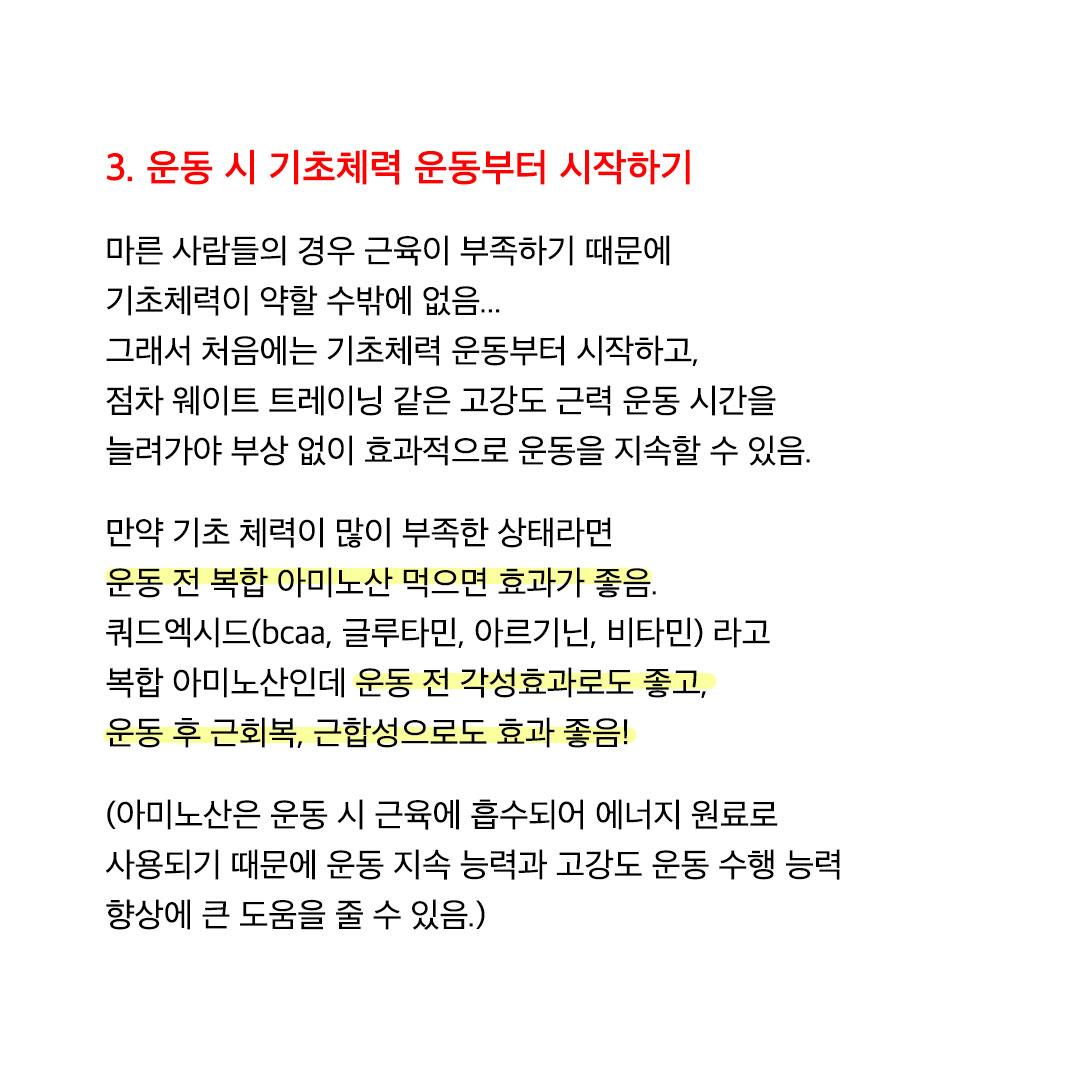 3. 운동 시 기초체력 운동부터 시작하기
마른 사람들의 경우 근육이 부족하기 때문에
기초체력이 약할 수밖에 없음...
그래서 처음에는 기초체력 운동부터 시작하고,
점차 웨이트 트레이닝 같은 고강도 근력 운동 시간을
늘려가야 부상 없이 효과적으로 운동을 지속할 수 있음.
만약 기초 체력이 많이 부족한 상태라면
운동 전 복합 아미노산 먹으면 효과가 좋음.
쿼드엑시드(bcaa, 글루타민, 아르기닌, 비타민) 라고
복합 아미노산인데 운동 전 각성효과로도 좋고,
운동 후 근회복, 근합성으로도 효과 좋음!
(아미노산은 운동 시 근육에 흡수되어 에너지 원료로
사용되기 때문에 운동 지속 능력과 고강도 운동 수행 능력
향상에 큰 도움을 줄 수 있음.)